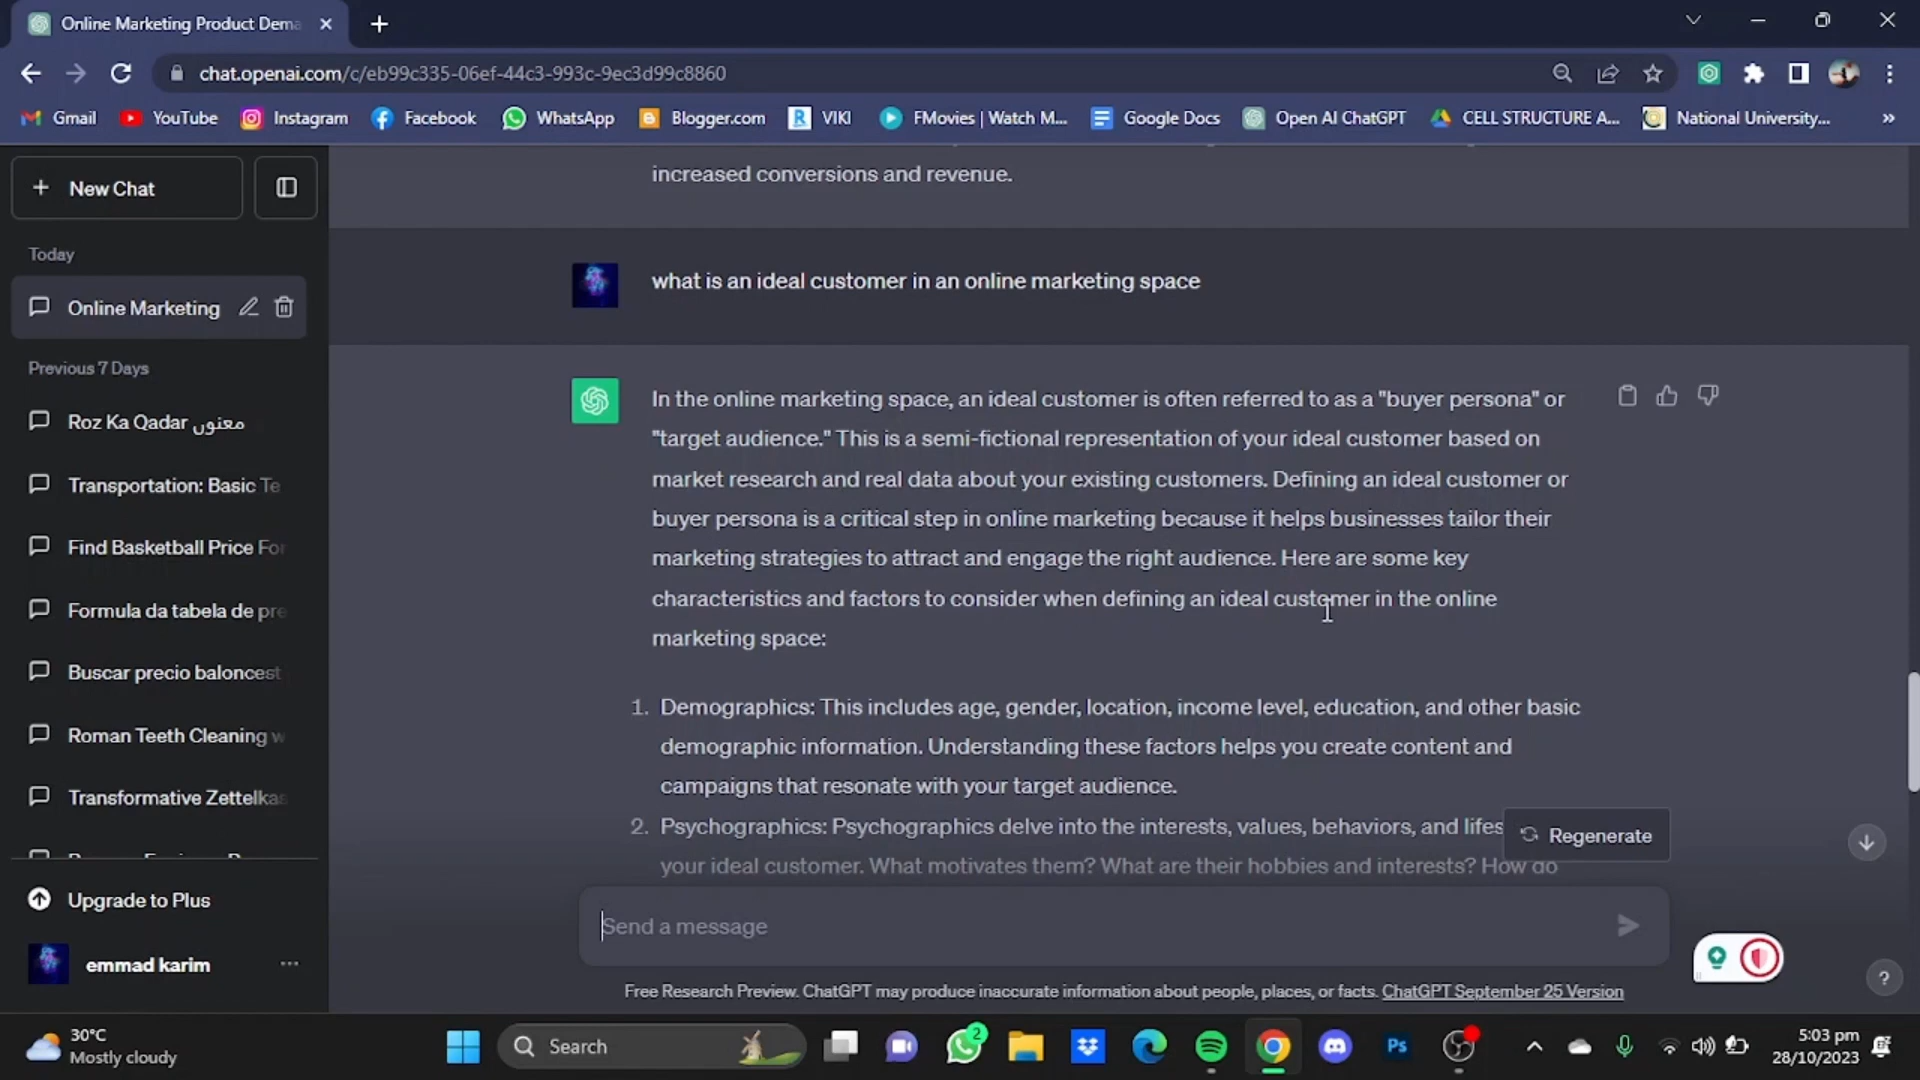 Online Marketing Product Dema
chat.openai.com/c/eb99c335-06ef-44c3-993c-9ec3d99c8860
Gmail YouTube Instagram Facebook WhatsApp Blogger.com VIKI FMovies | Watch M... Google Docs Open AI ChatGPT CELL STRUCTURE A... National University... »
New Chat
Today
Online Marketing
Previous 7 Days
Roz Ka Qadar معنوں
Transportation: Basic Te
Find Basketball Price For
Formula da tabela de pre
Buscar precio baloncest
Roman Teeth Cleaning w
Transformative Zettelkas
Upgrade to Plus
emmad karim
increased conversions and revenue.
what is an ideal customer in an online marketing space
In the online marketing space, an ideal customer is often referred to as a "buyer persona" or
"target audience." This is a semi-fictional representation of your ideal customer based on
market research and real data about your existing customers. Defining an ideal customer or
buyer persona is a critical step in online marketing because it helps businesses tailor their
marketing strategies to attract and engage the right audience. Here are some key
characteristics and factors to consider when defining an ideal customer in the online
marketing space:
1. Demographics: This includes age, gender, location, income level, education, and other basic
demographic information. Understanding these factors helps you create content and
campaigns that resonate with your target audience.
2. Psychographics: Psychographics delve into the interests, values, behaviors, and lifes
your ideal customer. What motivates them? What are their hobbies and interests? How do
Regenerate
Send a message
Free Research Preview. ChatGPT may produce inaccurate information about people, places, or facts. ChatGPT September 25 Version
?
30°C
Mostly cloudy
Search
2
Ps
5:03 pm
28/10/2023